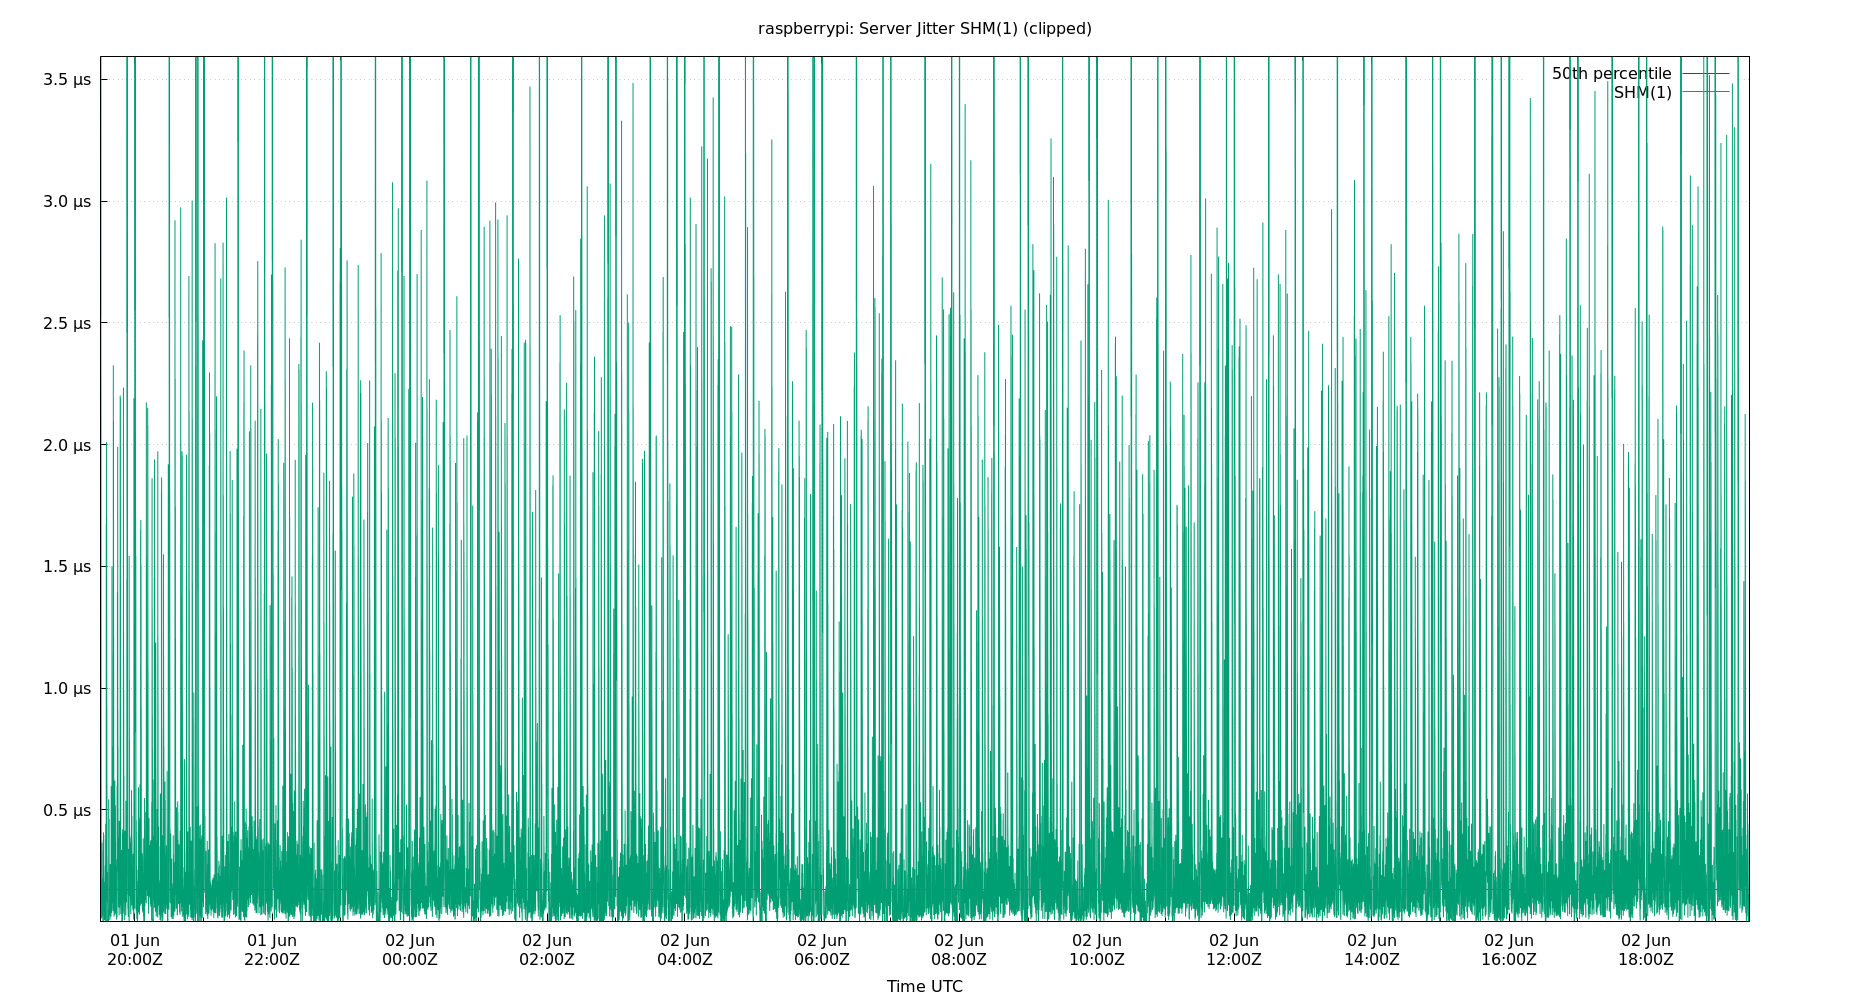 raspberrypi: Server Jitter SHM(1) (clipped)
3.5 µs
3.0 µs
2.5 µs
2.0 µs
1.5 µs
1.0 µs
0.5 µs
50th percentile
SHM(1)
01 Jun 01 Jun 02 Jun 02 Jun 02 Jun 02 Jun 02 Jun 02 Jun 02 Jun 02 Jun 02 Jun 02 Jun
20:00Z 22:00Z 00:00Z 02:00Z 04:00Z 06:00Z 08:00Z 10:00Z 12:00Z 14:00Z 16:00Z 18:00Z
Time UTC